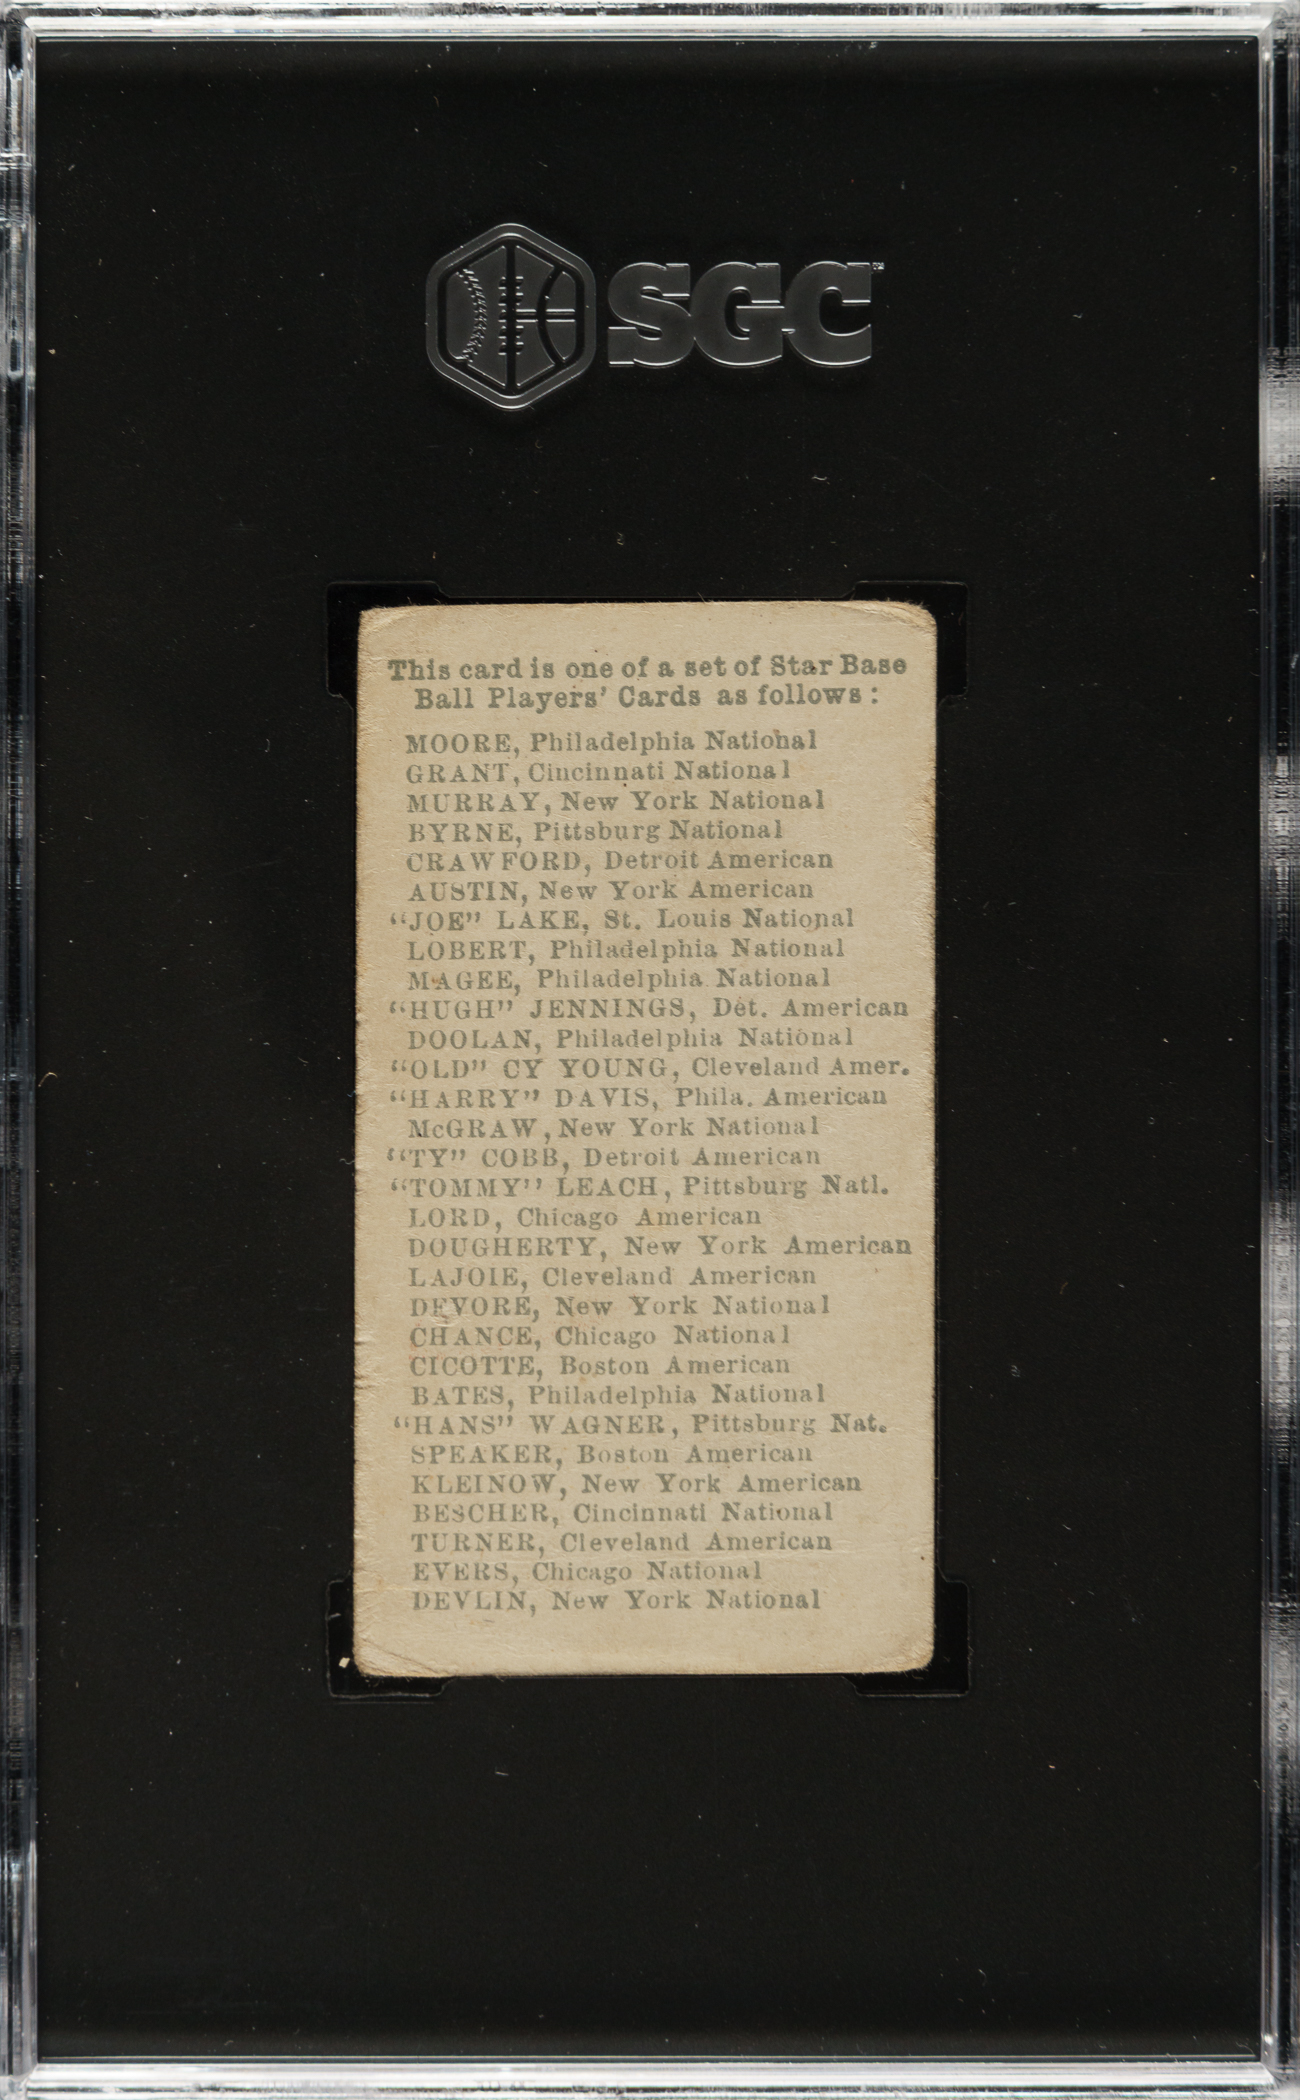 SGC™
This card is one of a set of Star Base
Ball Players' Cards as follows:
MOORE, Philadelphia National
GRANT, Cincinnati National
MURRAY, New York National
BYRNE, Pittsburg National
CRAWFORD, Detroit American
AUSTIN, New York American
"JOE" LAKE, St. Louis National
LOBERT, Philadelphia National
MAGEE, Philadelphia National
"HUGH" JENNINGS, Det. American
DOOLAN, Philadelphia National
"OLD" CY YOUNG, Cleveland Amer.
"HARRY" DAVIS, Phila. American
McGRAW, New York National
"TY" COBB, Detroit American
"TOMMY" LEACH, Pittsburg Natl.
LORD, Chicago American
DOUGHERTY, New York American
LAJOIE, Cleveland American
DEVORE, New York National
CHANCE, Chicago National
CICOTTE, Boston American
BATES, Philadelphia National
"HANS" WAGNER, Pittsburg Nat.
SPEAKER, Boston American
KLEINOW, New York American
BESCHER, Cincinnati National
TURNER, Cleveland American
EVERS, Chicago National
DEVLIN, New York National